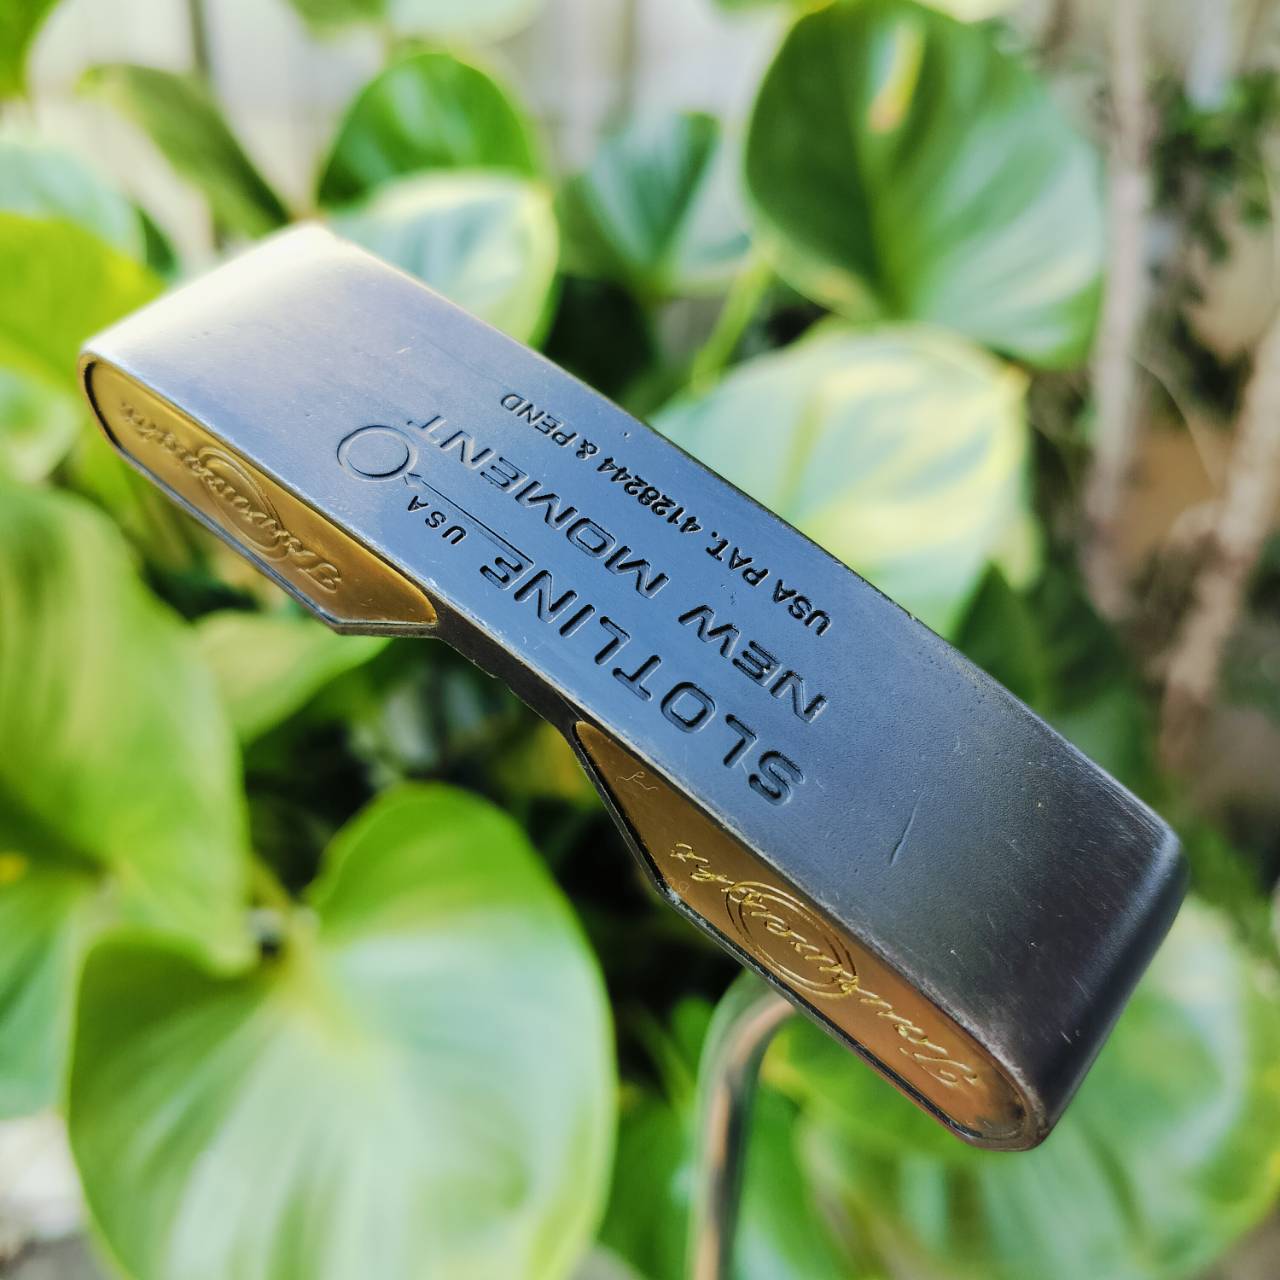 SLOTLINE USA
NEW MOMENT
USA PAT. 4128244 & PEND